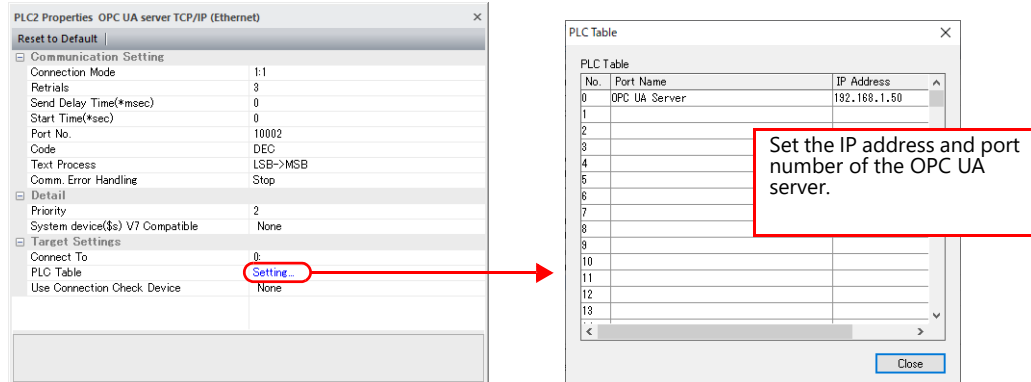 PLC2 Properties OPC UA server TCP/IP (Ethernet)
Reset to Default
Communication Setting
Connection Mode 1:1
Retrials 3
Send Delay Time(*msec) 0
Start Time(*sec) 0
Port No. 10002
Code DEC
Text Process LSB->MSB
Comm. Error Handling Stop
Detail
Priority 2
System device($s) V7 Compatible None
Target Settings
Connect To 0:
PLC Table Setting...
Use Connection Check Device None
PLC Table
PLC Table
No. Port Name IP Address
0 OPC UA Server 192.168.1.50
1
2
3
4
5
6
7
8
9
10
11
12
13
Set the IP address and port
number of the OPC UA
server.
Close